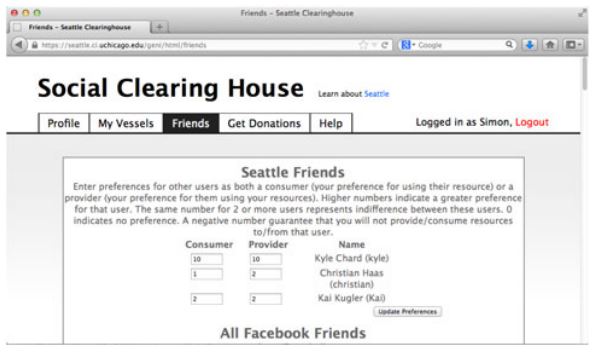 Friends – Seattle Clearinghouse
Friends – Seattle Clearinghouse
https://seattle.ci.uchicago.edu/geni/html/friends
Google
Social Clearing House
Learn about Seattle
Profile My Vessels Friends Get Donations Help Logged in as Simon, Logout
Seattle Friends
Enter preferences for other users as both a consumer (your preference for using their resource) or a
provider (your preference for them using your resources). Higher numbers indicate a greater preference
for that user. The same number for 2 or more users represents indifference between these users. 0
indicates no preference. A negative number guarantee that you will not provide/consume resources
to/from that user.
Consumer Provider Name
10 10 Kyle Chard (kyle)
1 2 Christian Haas
(christian)
2 2 Kai Kugler (Kai)
Update Preferences
All Facebook Friends